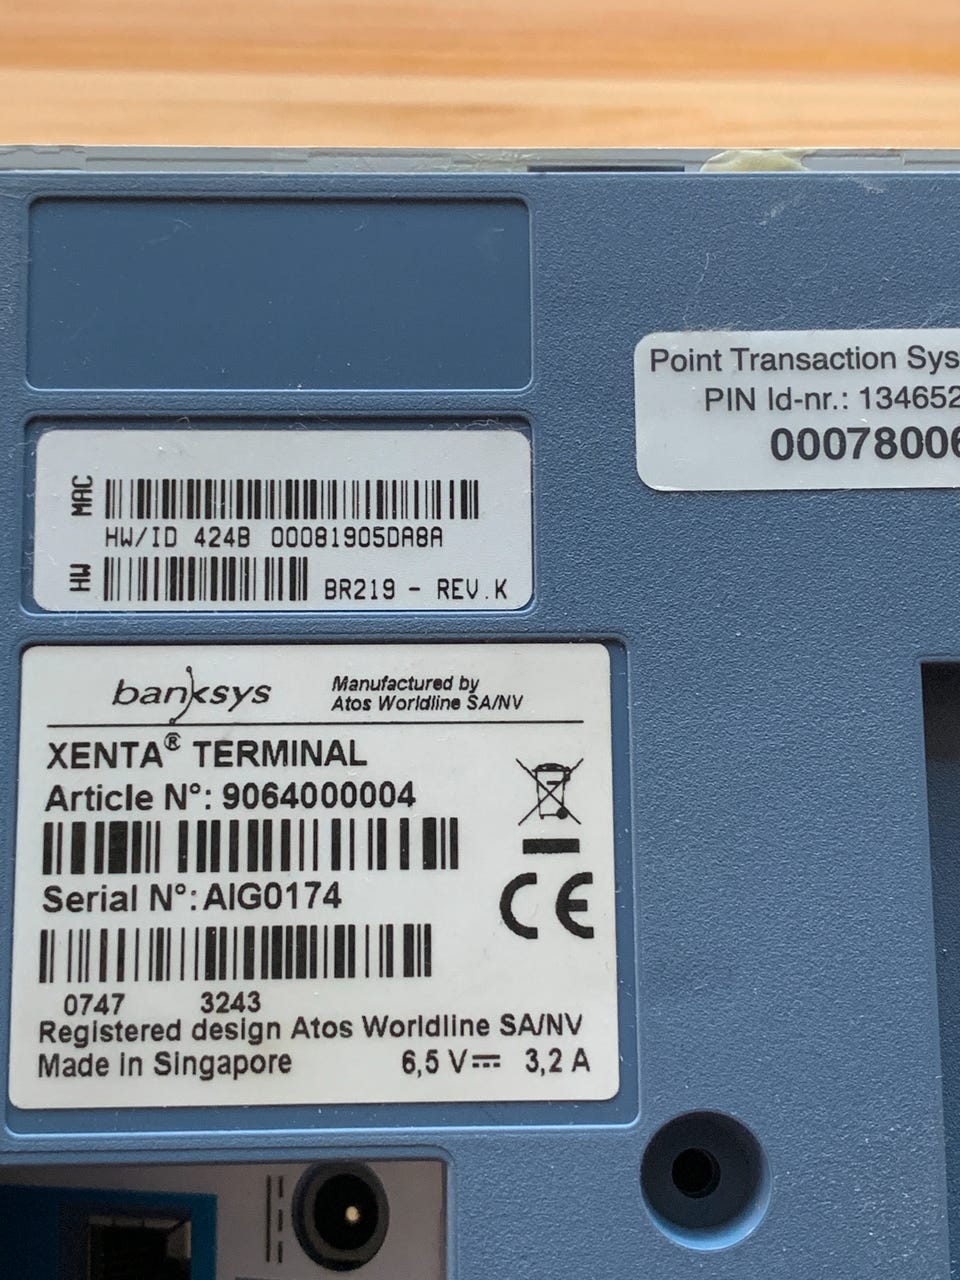 Point Transaction Sys
PIN Id-nr.: 134652
00078006
MAC
HW/ID 424B 00081905DA8A
HW BR219 - REV.K
banksys Manufactured by
Atos Worldline SA/NV
XENTA® TERMINAL
Article N°: 9064000004
Serial N°: AIG0174
0747 3243
Registered design Atos Worldline SA/NV
Made in Singapore 6,5 V⎓ 3,2 A
CE